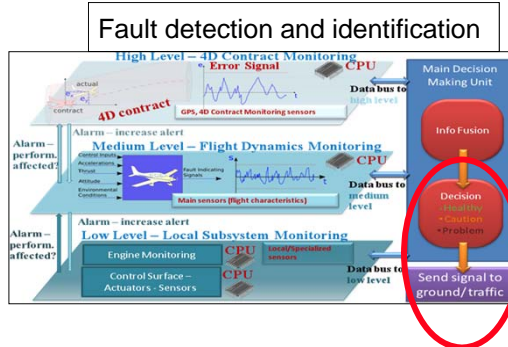 Fault detection and identification
High Level – 4D Contract Monitoring
actual
contract
4D contract
Error Signal
CPU
GPS, 4D Contract Monitoring sensors
Data bus to
high level
Alarm –
perform.
affected?
Alarm – increase alert
Medium Level – Flight Dynamics Monitoring
Control Inputs
Accelerations
Thrust
Attitude
Environmental
Conditions
Fault Indicating
Signals
CPU
Main sensors [flight characteristics]
Data bus to
medium
level
Alarm –
perform.
affected?
Alarm – increase alert
Low Level – Local Subsystem Monitoring
Engine Monitoring
CPU
Local/Specialized
sensors
Control Surface –
Actuators - Sensors
CPU
Data bus to
low level
Main Decision
Making Unit
Info Fusion
Decision
•Healthy
•Caution
•Problem
Send signal to
ground/traffic